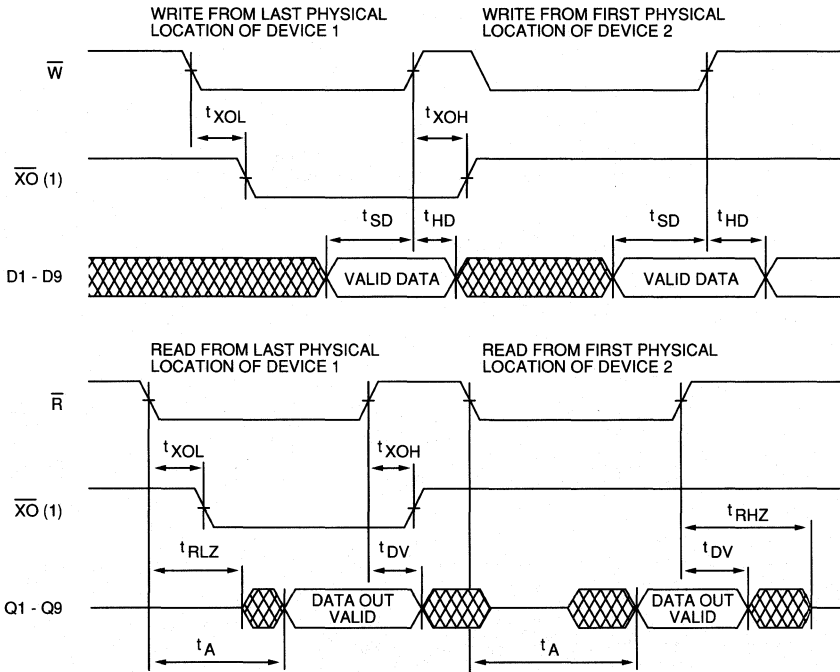 WRITE FROM LAST PHYSICAL
LOCATION OF DEVICE 1
WRITE FROM FIRST PHYSICAL
LOCATION OF DEVICE 2
W̅
tXOL
tXOH
X̅O̅ (1)
tSD
tHD
tSD
tHD
D1 - D9
VALID DATA
VALID DATA
READ FROM LAST PHYSICAL
LOCATION OF DEVICE 1
READ FROM FIRST PHYSICAL
LOCATION OF DEVICE 2
R̅
tXOL
tXOH
X̅O̅ (1)
tRLZ
tDV
tRHZ
tDV
Q1 - Q9
DATA OUT
VALID
DATA OUT
VALID
tA
tA